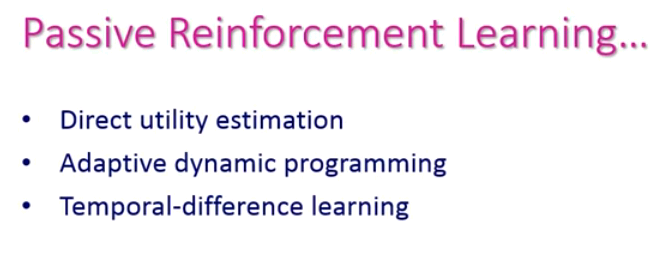 Passive Reinforcement Learning...
• Direct utility estimation
• Adaptive dynamic programming
• Temporal-difference learning